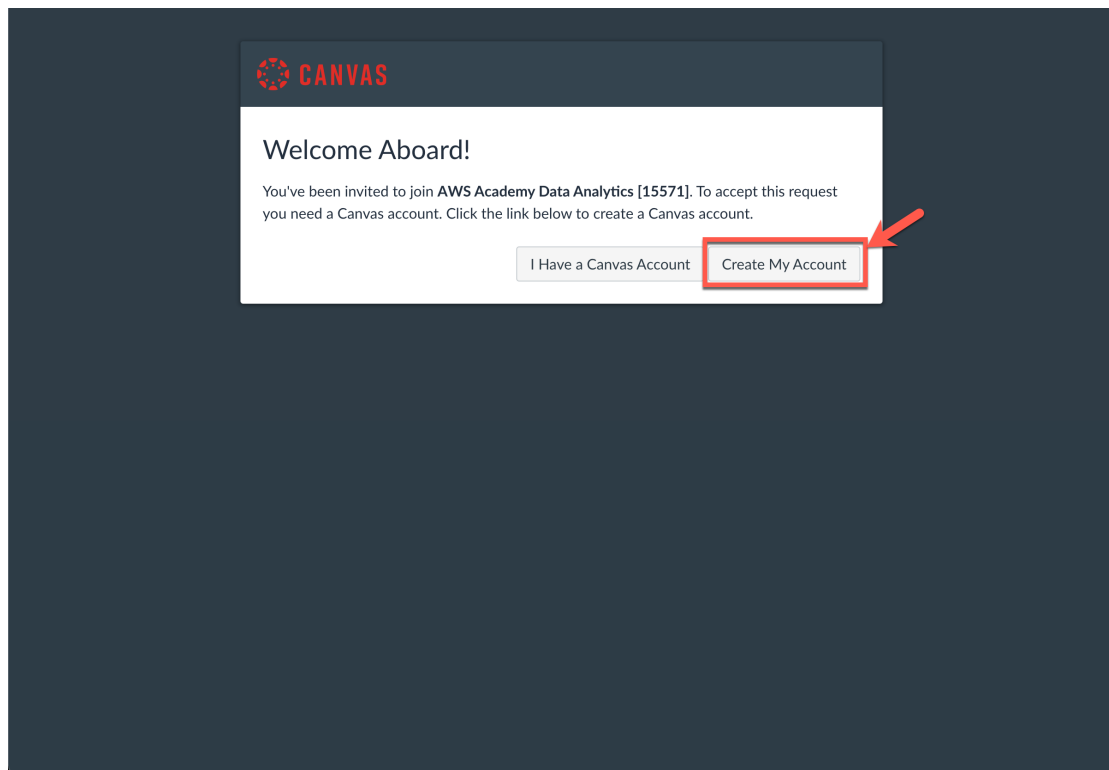 CANVAS
Welcome Aboard!
You've been invited to join AWS Academy Data Analytics [15571]. To accept this request
you need a Canvas account. Click the link below to create a Canvas account.
I Have a Canvas Account Create My Account